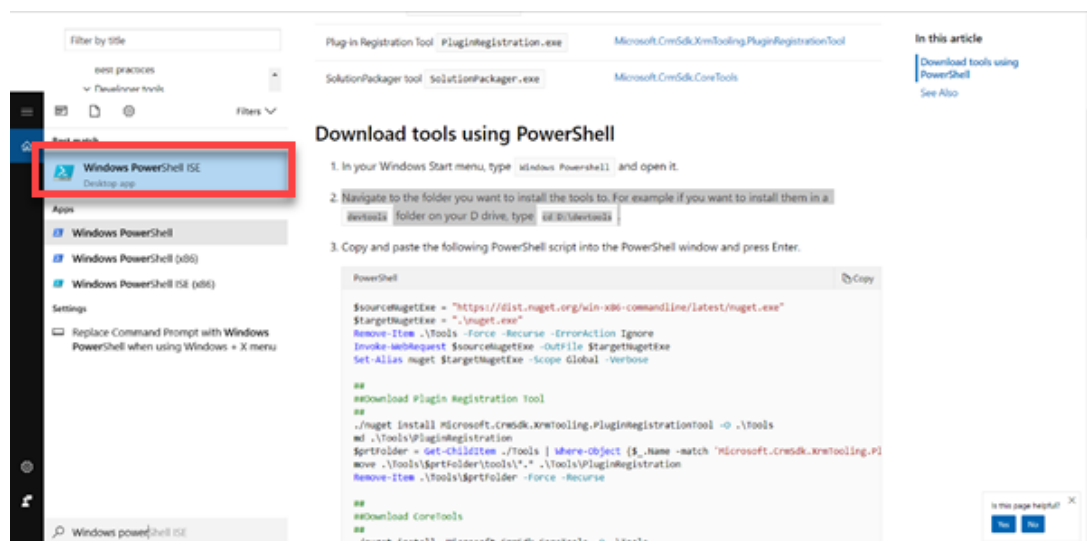 Filter by title
best practices
Developer tools
Filters
Best match
Windows PowerShell ISE
Desktop app
Apps
Windows PowerShell
Windows PowerShell (x86)
Windows PowerShell ISE (x86)
Settings
Replace Command Prompt with Windows
PowerShell when using Windows + X menu
Windows powershell ISE
Plug-in Registration Tool PluginRegistration.exe Microsoft.CrmSdk.XrmTooling.PluginRegistrationTool
SolutionPackager tool SolutionPackager.exe Microsoft.CrmSdk.CoreTools
Download tools using PowerShell
1. In your Windows Start menu, type Windows Powershell and open it.
2. Navigate to the folder you want to install the tools to. For example if you want to install them in a
devtools folder on your D drive, type cd D:\devtools .
3. Copy and paste the following PowerShell script into the PowerShell window and press Enter.
PowerShell Copy
$sourceNugetExe = "https://dist.nuget.org/win-x86-commandline/latest/nuget.exe"
$targetNugetExe = ".\nuget.exe"
Remove-Item .\Tools -Force -Recurse -ErrorAction Ignore
Invoke-WebRequest $sourceNugetExe -OutFile $targetNugetExe
Set-Alias nuget $targetNugetExe -Scope Global -Verbose
##
##Download Plugin Registration Tool
##
./nuget install Microsoft.CrmSdk.XrmTooling.PluginRegistrationTool -O .\Tools
md .\Tools\PluginRegistration
$prtFolder = Get-ChildItem ./Tools | Where-Object {$_.Name -match 'Microsoft.CrmSdk.XrmTooling.Pl
move .\Tools\$prtFolder\tools\*.* .\Tools\PluginRegistration
Remove-Item .\Tools\$prtFolder -Force -Recurse
##
##Download CoreTools
##
./nuget install Microsoft.CrmSdk.CoreTools -O .\Tools
In this article
Download tools using
PowerShell
See Also
Is this page helpful?
Yes No